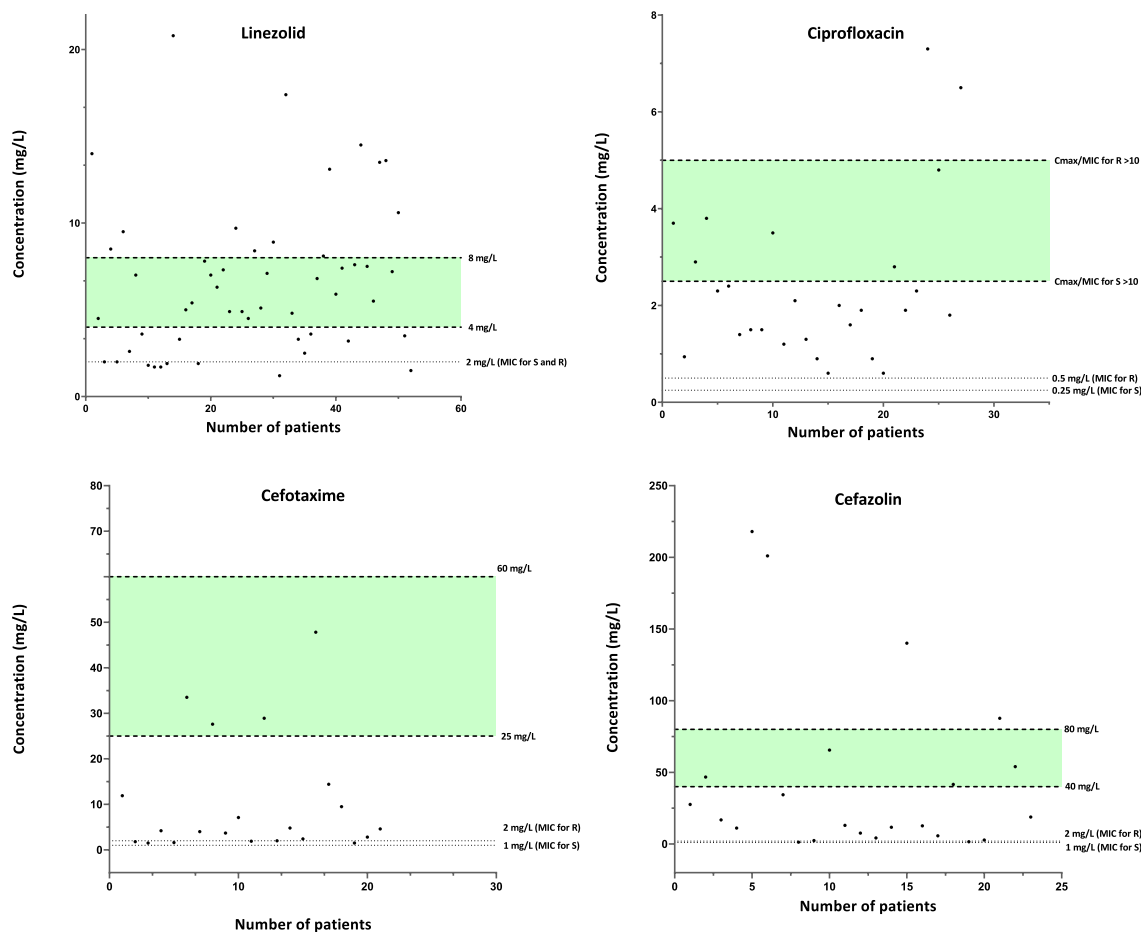 Linezolid
Concentration (mg/L)
20
10
0
8 mg/L
4 mg/L
2 mg/L (MIC for S and R)
0 20 40 60
Number of patients
Ciprofloxacin
Concentration (mg/L)
8
6
4
2
0
Cmax/MIC for R >10
Cmax/MIC for S >10
0.5 mg/L (MIC for R)
0.25 mg/L (MIC for S)
0 10 20 30
Number of patients
Cefotaxime
Concentration (mg/L)
80
70
50
40
30
20
10
0
60 mg/L
25 mg/L
2 mg/L (MIC for R)
1 mg/L (MIC for S)
0 10 20 30
Number of patients
Cefazolin
Concentration (mg/L)
250
200
150
100
50
0
80 mg/L
40 mg/L
2 mg/L (MIC for R)
1 mg/L (MIC for S)
0 5 10 15 20 25
Number of patients